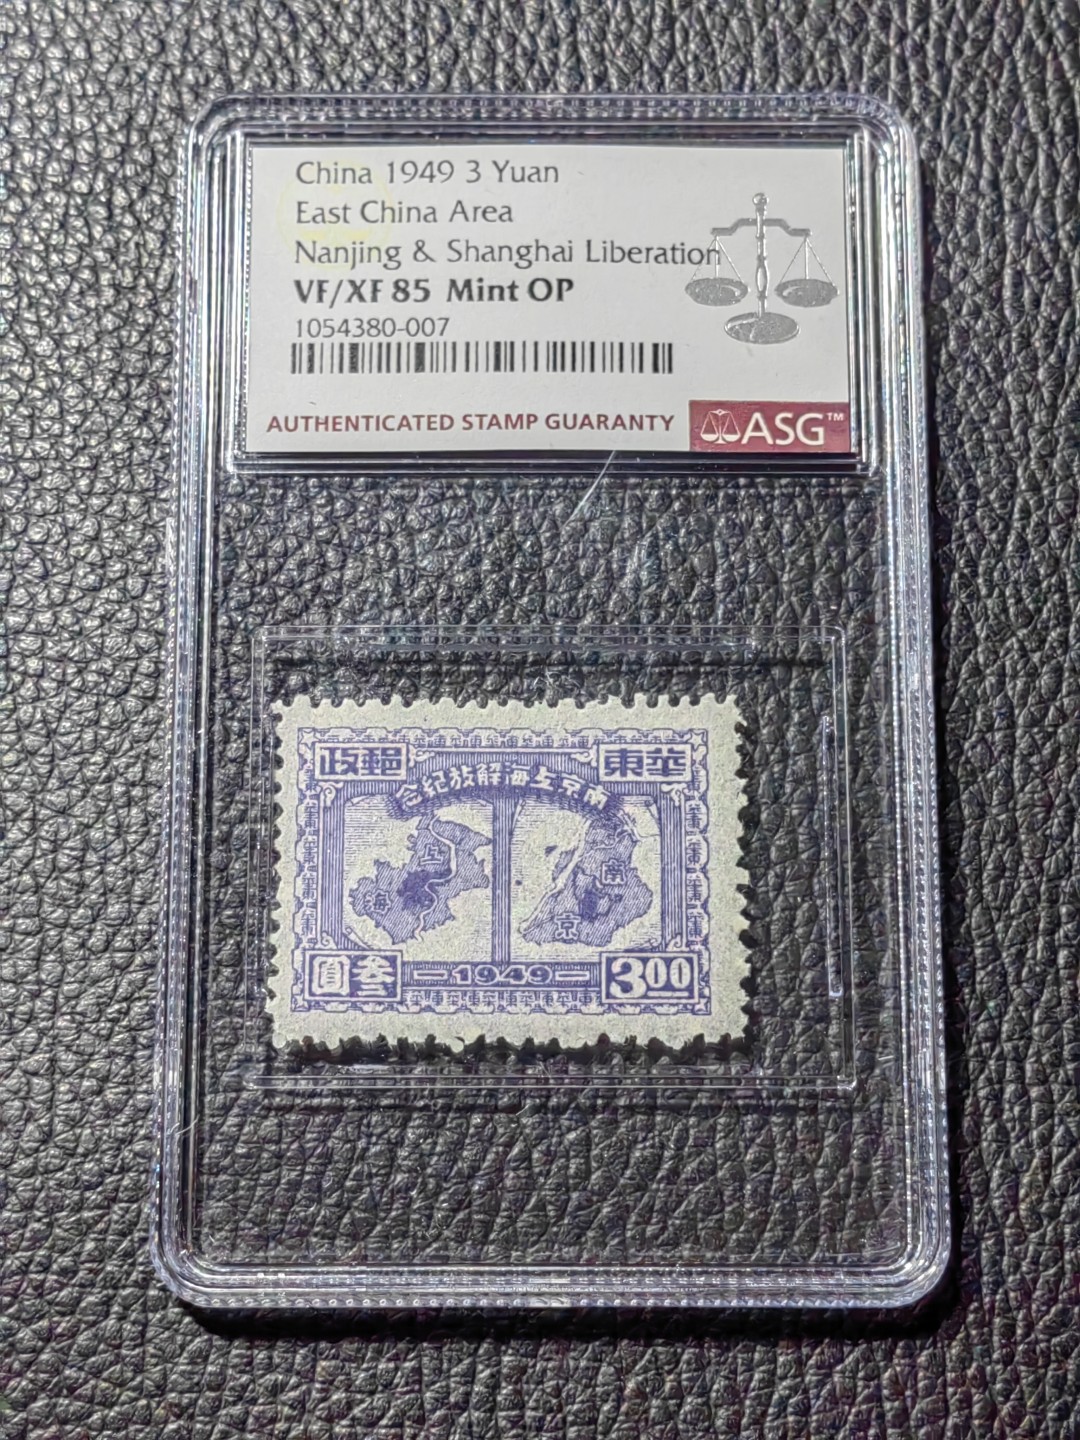 China 1949 3 Yuan
East China Area
Nanjing & Shanghai Liberation
VF/XF 85 Mint OP
1054380-007
AUTHENTICATED STAMP GUARANTY
ASG™
政郵
東華
念紀放解海上京南
上
海
南
京
圓叁
1949
300